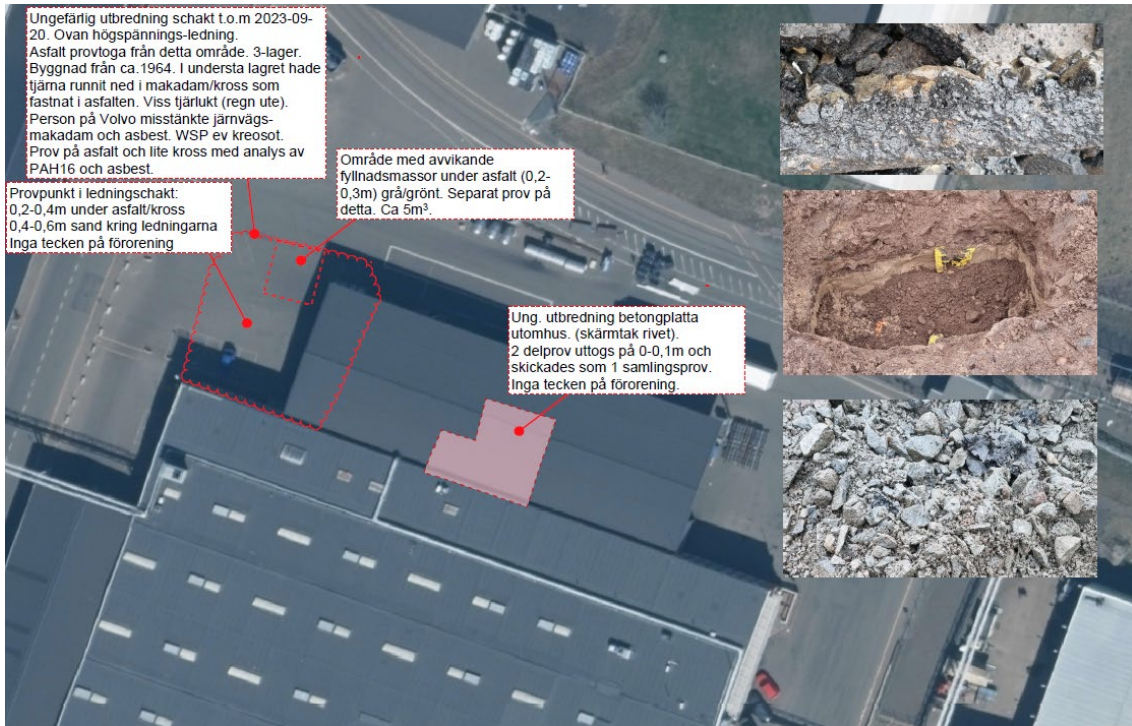 Ungefärlig utbredning schakt t.o.m 2023-09-
20. Ovan högspännings-ledning.
Asfalt provtoga från detta område. 3-lager.
Byggnad från ca.1964. I understa lagret hade
tjärna runnit ned i makadam/kross som
fastnat i asfalten. Viss tjärlukt (regn ute).
Person på Volvo misstänkte järnvägs-
makadam och asbest. WSP ev kreosot.
Prov på asfalt och lite kross med analys av
PAH16 och asbest.
Provpunkt i ledningschakt:
0,2-0,4m under asfalt/kross
0,4-0,6m sand kring ledningarna
Inga tecken på förorening
Område med avvikande
fyllnadsmassor under asfalt (0,2-
0,3m) grå/grönt. Separat prov på
detta. Ca 5m³.
Ung. utbredning betongplatta
utomhus. (skärmtak rivet).
2 delprov uttogs på 0-0,1m och
skickades som 1 samlingsprov.
Inga tecken på förorening.